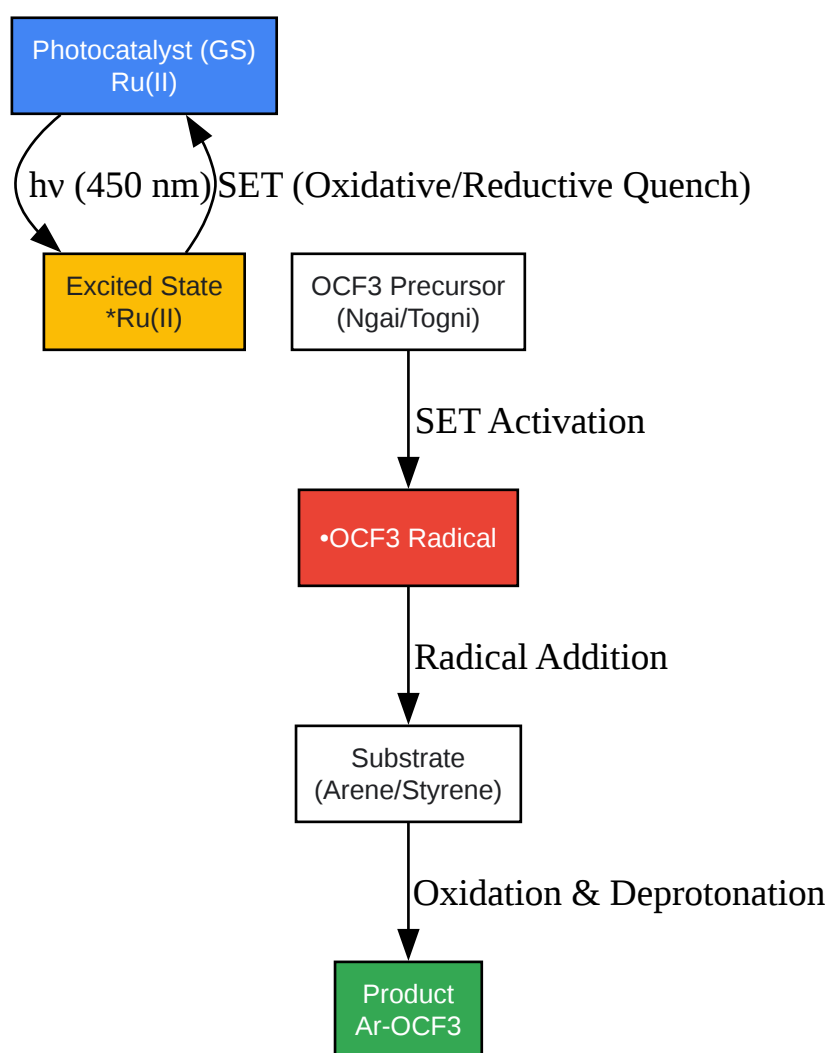 Photocatalyst (GS)
Ru(II)
hν (450 nm)
SET (Oxidative/Reductive Quench)
Excited State
*Ru(II)
OCF3 Precursor
(Ngai/Togni)
SET Activation
•OCF3 Radical
Radical Addition
Substrate
(Arene/Styrene)
Oxidation & Deprotonation
Product
Ar-OCF3